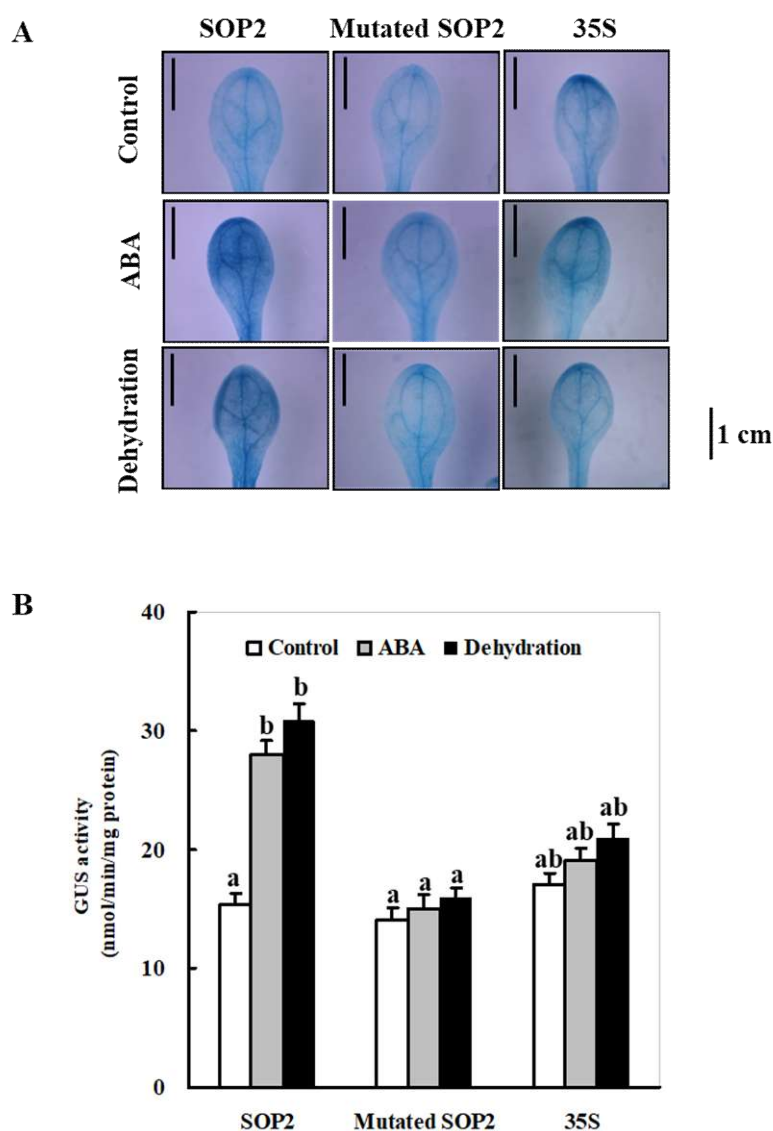 A
SOP2 Mutated SOP2 35S
Control
ABA
Dehydration
1 cm
B
40
30
20
10
0
GUS activity
(nmol/min/mg protein)
Control ABA Dehydration
a b b
a a a
ab ab ab
SOP2 Mutated SOP2 35S